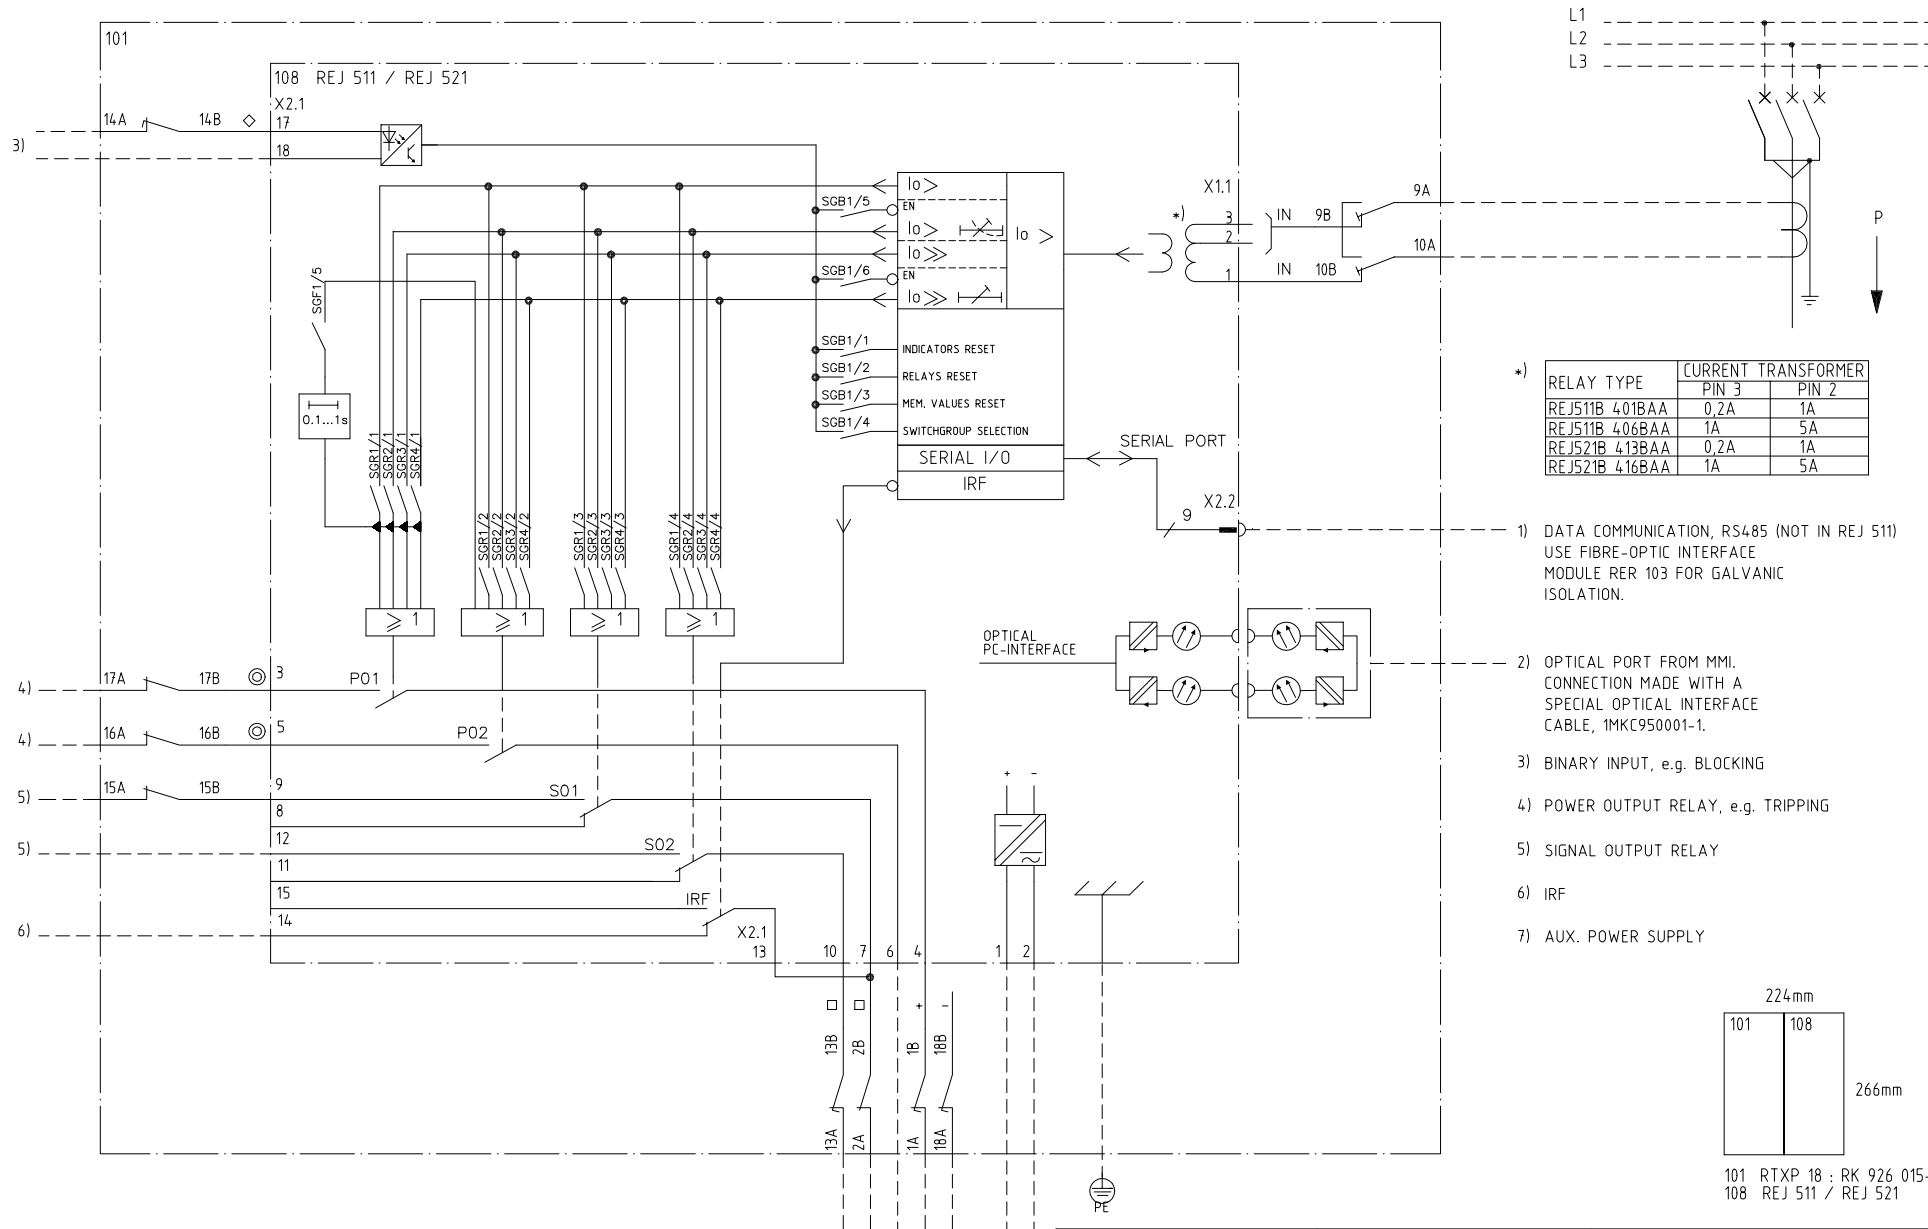 101
108 REJ 511 / REJ 521
X2.1
14A 14B ◇ 17
3)
18
Io>
SGB1/5 EN
Io>
Io>>
SGB1/6 EN
Io>>
Io >
SGF1/5
0.1...1s
SGB1/1 INDICATORS RESET
SGB1/2 RELAYS RESET
SGB1/3 MEM. VALUES RESET
SGB1/4 SWITCHGROUP SELECTION
SERIAL I/O
IRF
SERIAL PORT
X2.2
9
SGR1/1
SGR2/1
SGR3/1
SGR4/1
SGR1/2
SGR2/2
SGR3/2
SGR4/2
SGR1/3
SGR2/3
SGR3/3
SGR4/3
SGR1/4
SGR2/4
SGR3/4
SGR4/4
≥ 1
≥ 1
≥ 1
≥ 1
X1.1
*)
3
2
1
IN 9B
IN 10B
9A
10A
L1
L2
L3
P
*)
RELAY TYPE CURRENT TRANSFORMER
PIN 3 PIN 2
REJ511B 401BAA 0,2A 1A
REJ511B 406BAA 1A 5A
REJ521B 413BAA 0,2A 1A
REJ521B 416BAA 1A 5A
1) DATA COMMUNICATION, RS485 (NOT IN REJ 511)
USE FIBRE-OPTIC INTERFACE
MODULE RER 103 FOR GALVANIC
ISOLATION.
OPTICAL
PC-INTERFACE
2) OPTICAL PORT FROM MMI.
CONNECTION MADE WITH A
SPECIAL OPTICAL INTERFACE
CABLE, 1MKC950001-1.
3) BINARY INPUT, e.g. BLOCKING
4) POWER OUTPUT RELAY, e.g. TRIPPING
5) SIGNAL OUTPUT RELAY
6) IRF
7) AUX. POWER SUPPLY
4) 17A 17B 3 PO1
4) 16A 16B 5 PO2
5) 15A 15B 9 SO1
8
12
5) SO2
11
15
IRF
14
6)
X2.1
13 10 7 6 4 1 2
+ -
+ -
13B 2B 1B 18B
13A 2A 1A 18A
PE
224mm
101 108
266mm
101 RTXP 18 : RK 926 015-
108 REJ 511 / REJ 521